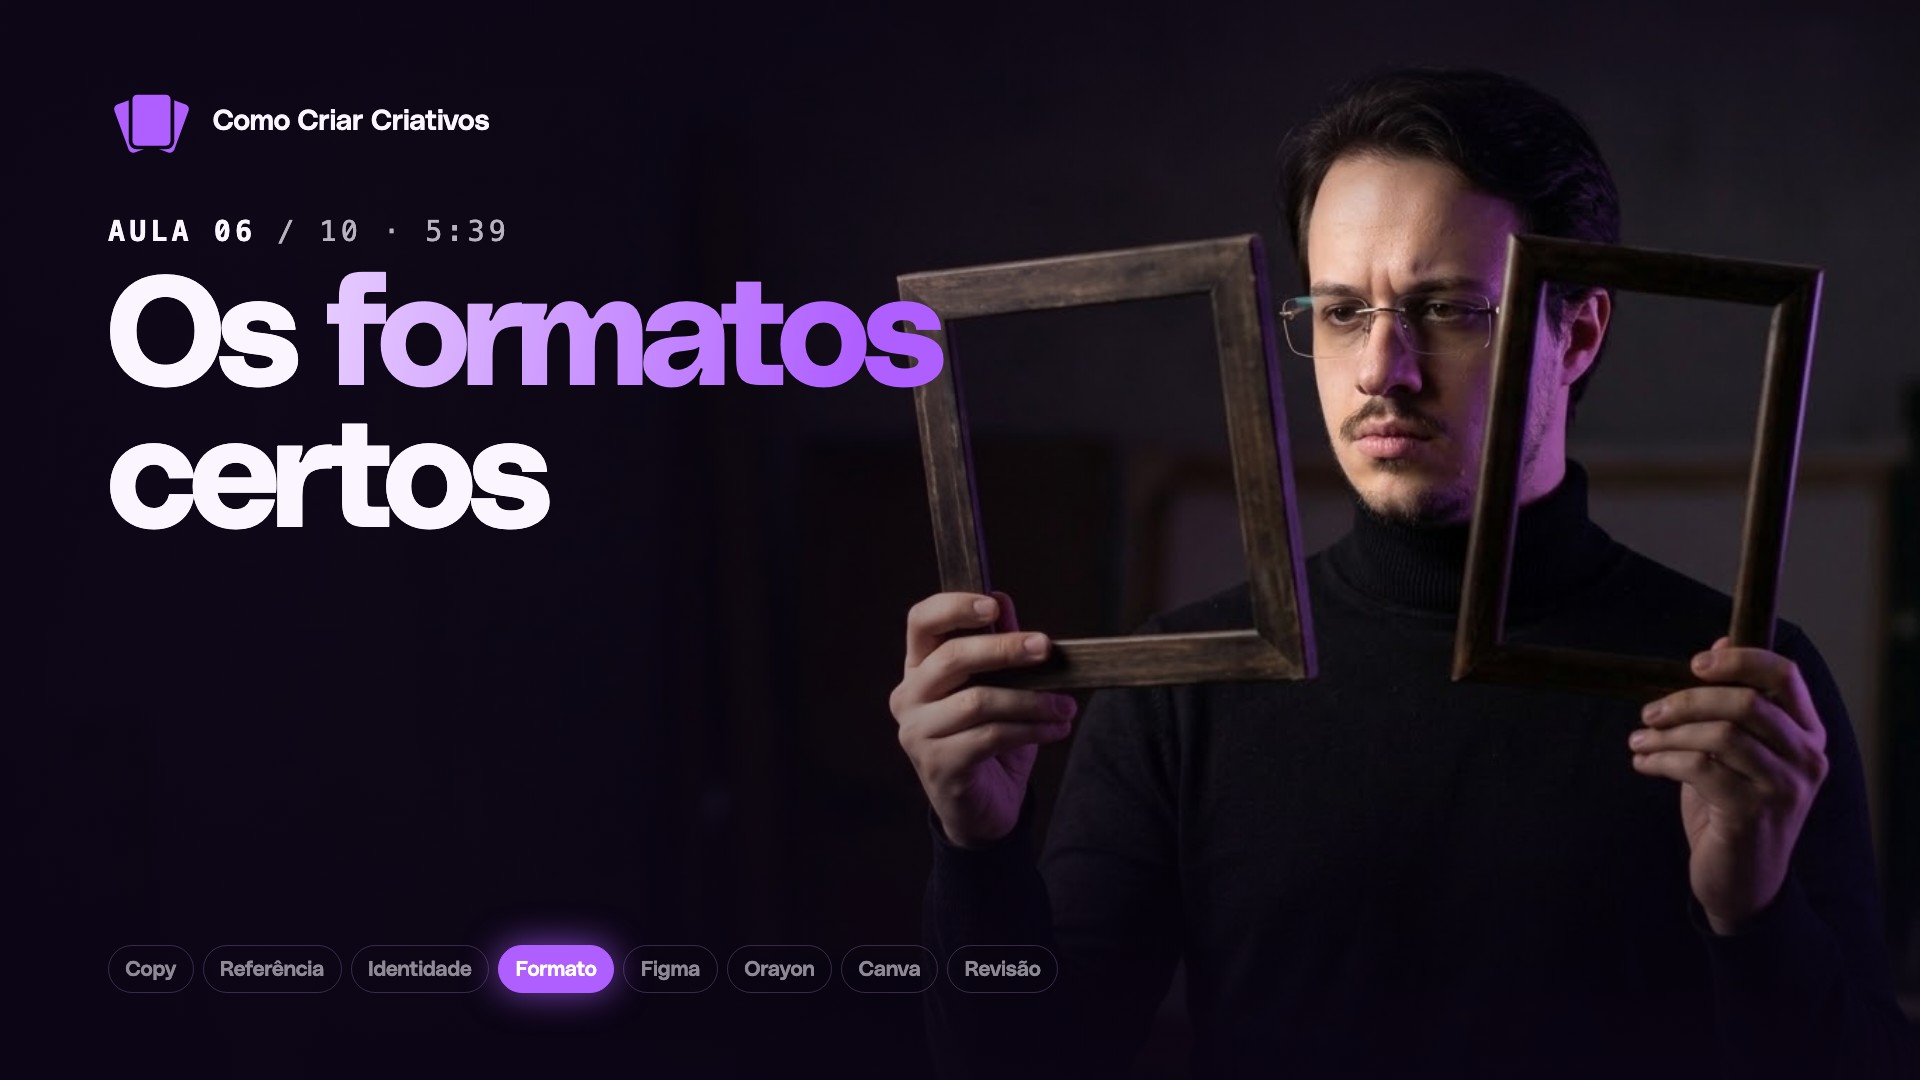 Como Criar Criativos
AULA 06 / 10 · 5:39
Os formatos
certos
Copy Referência Identidade Formato Figma Orayon Canva Revisão